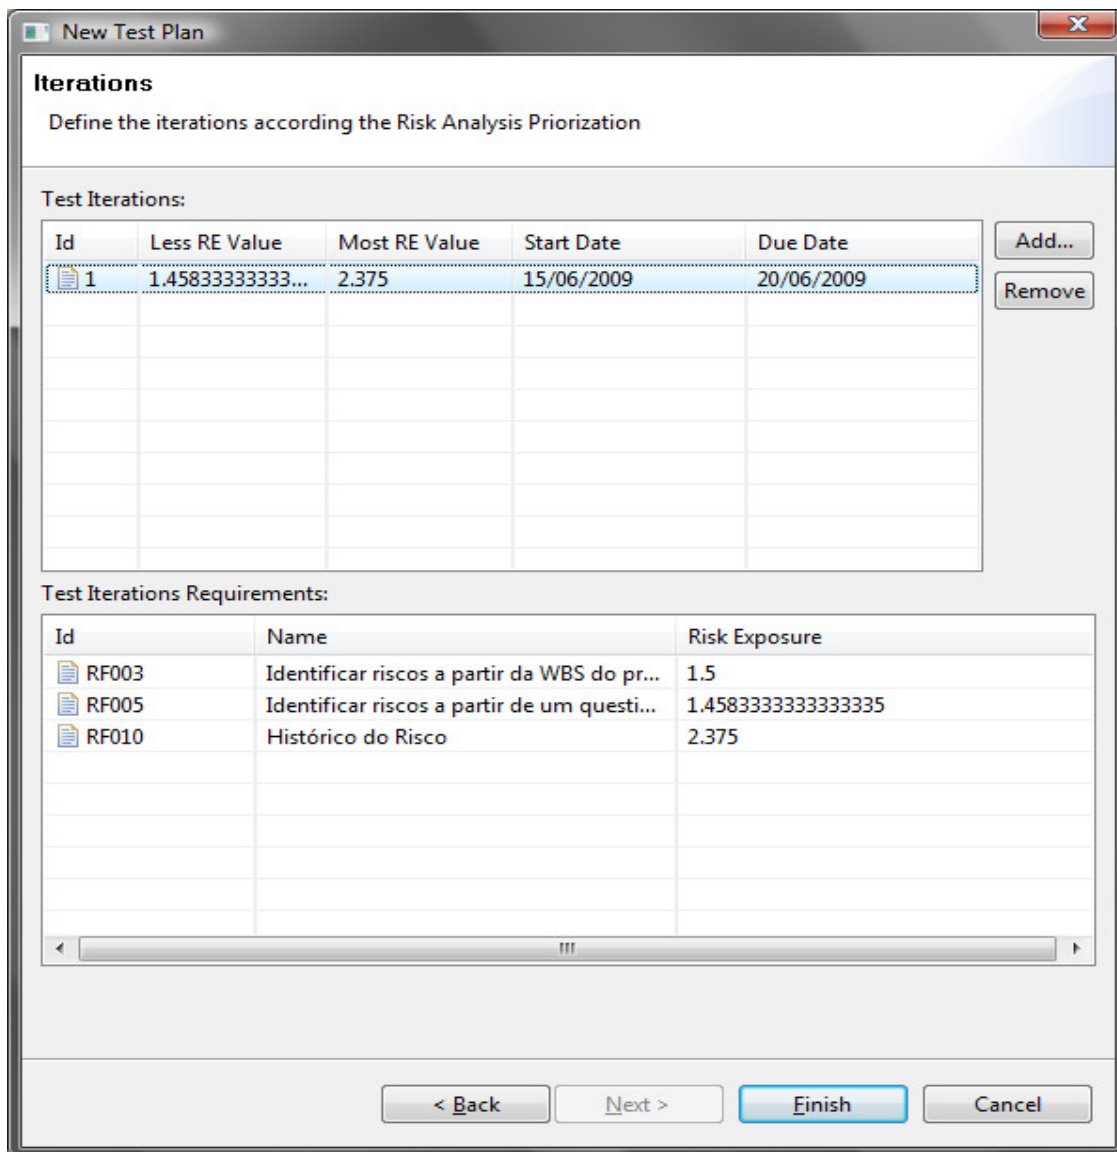 New Test Plan
Iterations
Define the iterations according the Risk Analysis Priorization
Test Iterations:
Id Less RE Value Most RE Value Start Date Due Date
1 1.45833333333... 2.375 15/06/2009 20/06/2009
Add...
Remove
Test Iterations Requirements:
Id Name Risk Exposure
RF003 Identificar riscos a partir da WBS do pr... 1.5
RF005 Identificar riscos a partir de um questi... 1.4583333333333335
RF010 Histórico do Risco 2.375
< Back Next > Finish Cancel